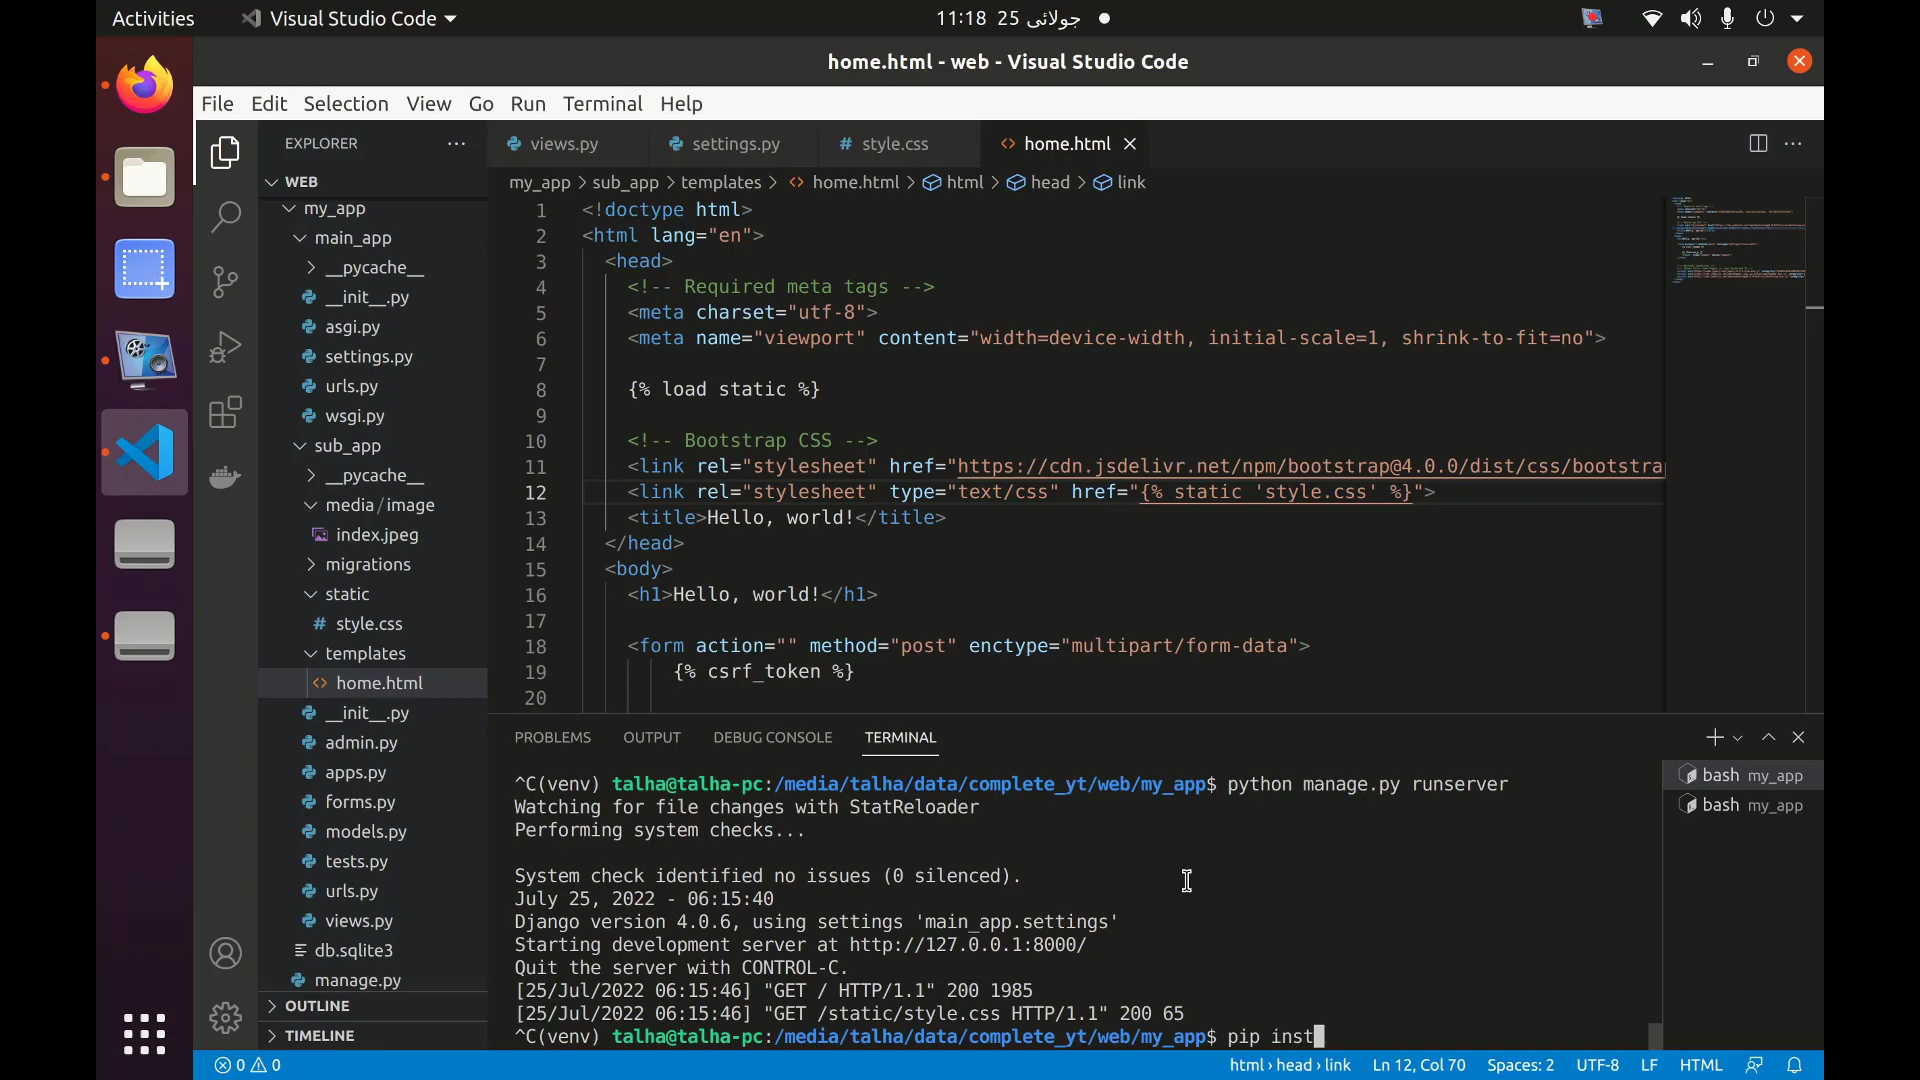 Activities
Visual Studio Code
11:18 25 جولائی
home.html - web - Visual Studio Code
File Edit Selection View Go Run Terminal Help
EXPLORER
WEB
my_app
main_app
__pycache__
__init__.py
asgi.py
settings.py
urls.py
wsgi.py
sub_app
__pycache__
media/image
index.jpeg
migrations
static
style.css
templates
home.html
__init__.py
admin.py
apps.py
forms.py
models.py
tests.py
urls.py
views.py
db.sqlite3
manage.py
OUTLINE
TIMELINE
views.py settings.py style.css home.html
my_app > sub_app > templates > home.html > html > head > link
1 <!doctype html>
2 <html lang="en">
3 <head>
4 <!-- Required meta tags -->
5 <meta charset="utf-8">
6 <meta name="viewport" content="width=device-width, initial-scale=1, shrink-to-fit=no">
7
8 {% load static %}
9
10 <!-- Bootstrap CSS -->
11 <link rel="stylesheet" href="https://cdn.jsdelivr.net/npm/bootstrap@4.0.0/dist/css/bootstrap
12 <link rel="stylesheet" type="text/css" href="{% static 'style.css' %}">
13 <title>Hello, world!</title>
14 </head>
15 <body>
16 <h1>Hello, world!</h1>
17
18 <form action="" method="post" enctype="multipart/form-data">
19 {% csrf_token %}
20
PROBLEMS OUTPUT DEBUG CONSOLE TERMINAL
^C(venv) talha@talha-pc:/media/talha/data/complete_yt/web/my_app$ python manage.py runserver
Watching for file changes with StatReloader
Performing system checks...
System check identified no issues (0 silenced).
July 25, 2022 - 06:15:40
Django version 4.0.6, using settings 'main_app.settings'
Starting development server at http://127.0.0.1:8000/
Quit the server with CONTROL-C.
[25/Jul/2022 06:15:46] "GET / HTTP/1.1" 200 1985
[25/Jul/2022 06:15:46] "GET /static/style.css HTTP/1.1" 200 65
^C(venv) talha@talha-pc:/media/talha/data/complete_yt/web/my_app$ pip inst
bash my_app
bash my_app
0 0
html › head › link Ln 12, Col 70 Spaces: 2 UTF-8 LF HTML